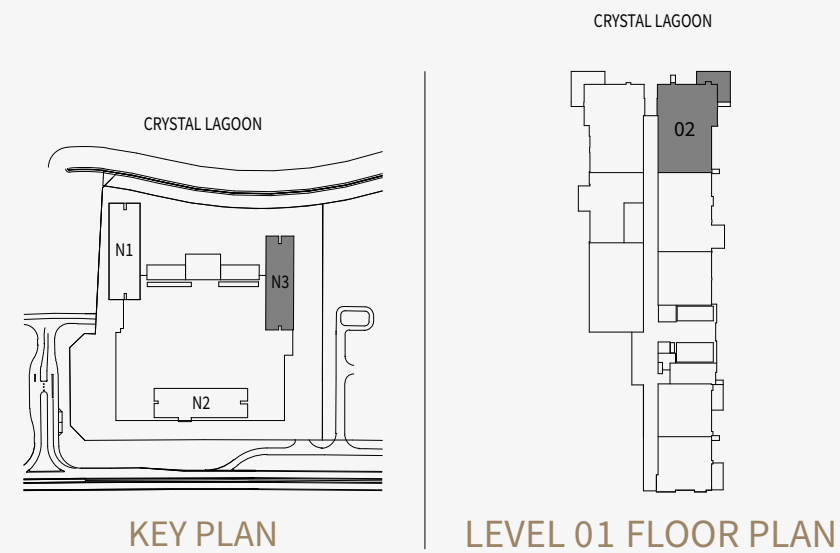 CRYSTAL LAGOON
N1
N3
N2
KEY PLAN
CRYSTAL LAGOON
02
LEVEL 01 FLOOR PLAN